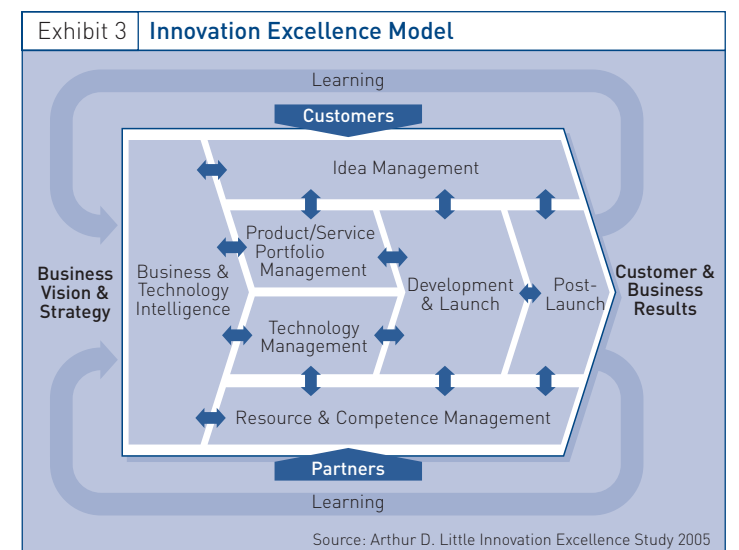 Exhibit 3
Innovation Excellence Model
Learning
Customers
Idea Management
Product/Service
Portfolio
Management
Business
Vision &
Strategy
Business &
Technology
Intelligence
Development
& Launch
Post-
Launch
Customer &
Business
Results
Technology
Management
Resource & Competence Management
Partners
Learning
Source: Arthur D. Little Innovation Excellence Study 2005